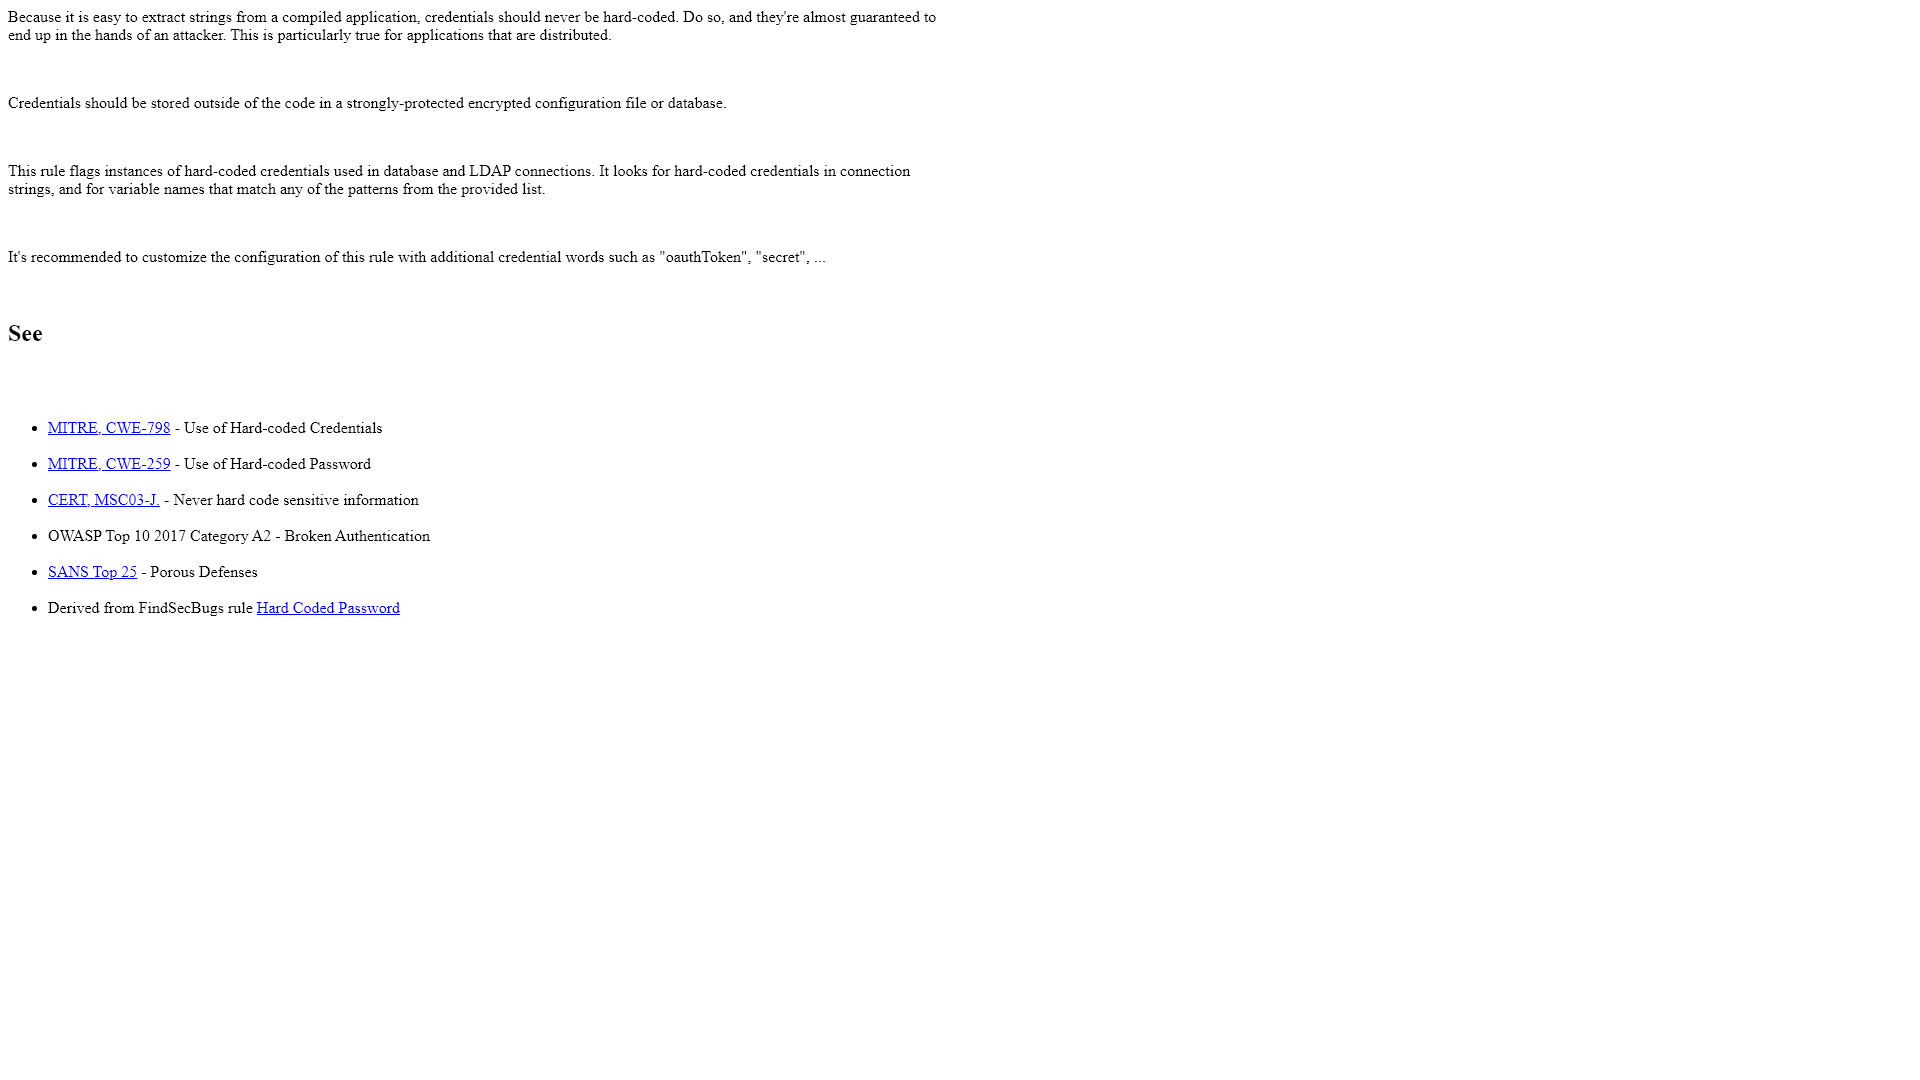 Because it is easy to extract strings from a compiled application, credentials should never be hard-coded. Do so, and they're almost guaranteed to
end up in the hands of an attacker. This is particularly true for applications that are distributed.
Credentials should be stored outside of the code in a strongly-protected encrypted configuration file or database.
This rule flags instances of hard-coded credentials used in database and LDAP connections. It looks for hard-coded credentials in connection
strings, and for variable names that match any of the patterns from the provided list.
It's recommended to customize the configuration of this rule with additional credential words such as "oauthToken", "secret", ...
See
• MITRE, CWE-798 - Use of Hard-coded Credentials
• MITRE, CWE-259 - Use of Hard-coded Password
• CERT, MSC03-J. - Never hard code sensitive information
• OWASP Top 10 2017 Category A2 - Broken Authentication
• SANS Top 25 - Porous Defenses
• Derived from FindSecBugs rule Hard Coded Password